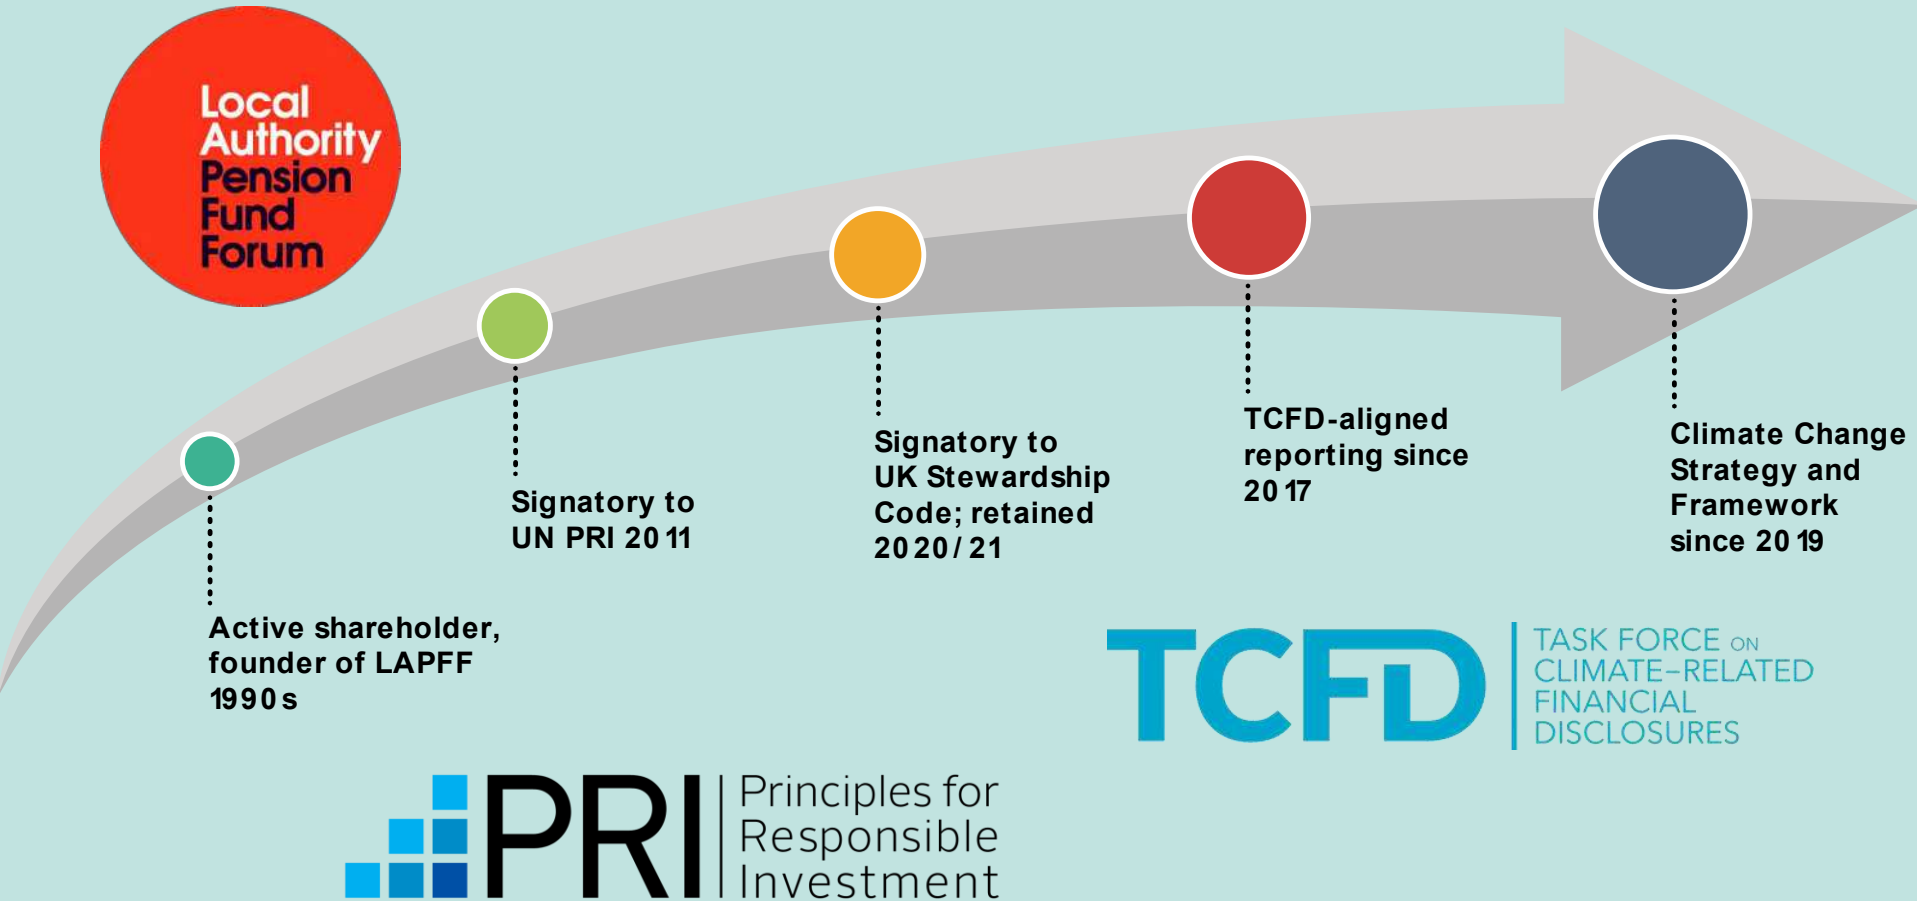 Local
Authority
Pension
Fund
Forum
Active shareholder,
founder of LAPFF
1990s
Signatory to
UN PRI 2011
Signatory to
UK Stewardship
Code; retained
2020/21
TCFD-aligned
reporting since
2017
Climate Change
Strategy and
Framework
since 2019
TCFD
TASK FORCE ON
CLIMATE-RELATED
FINANCIAL
DISCLOSURES
PRI
Principles for
Responsible
Investment